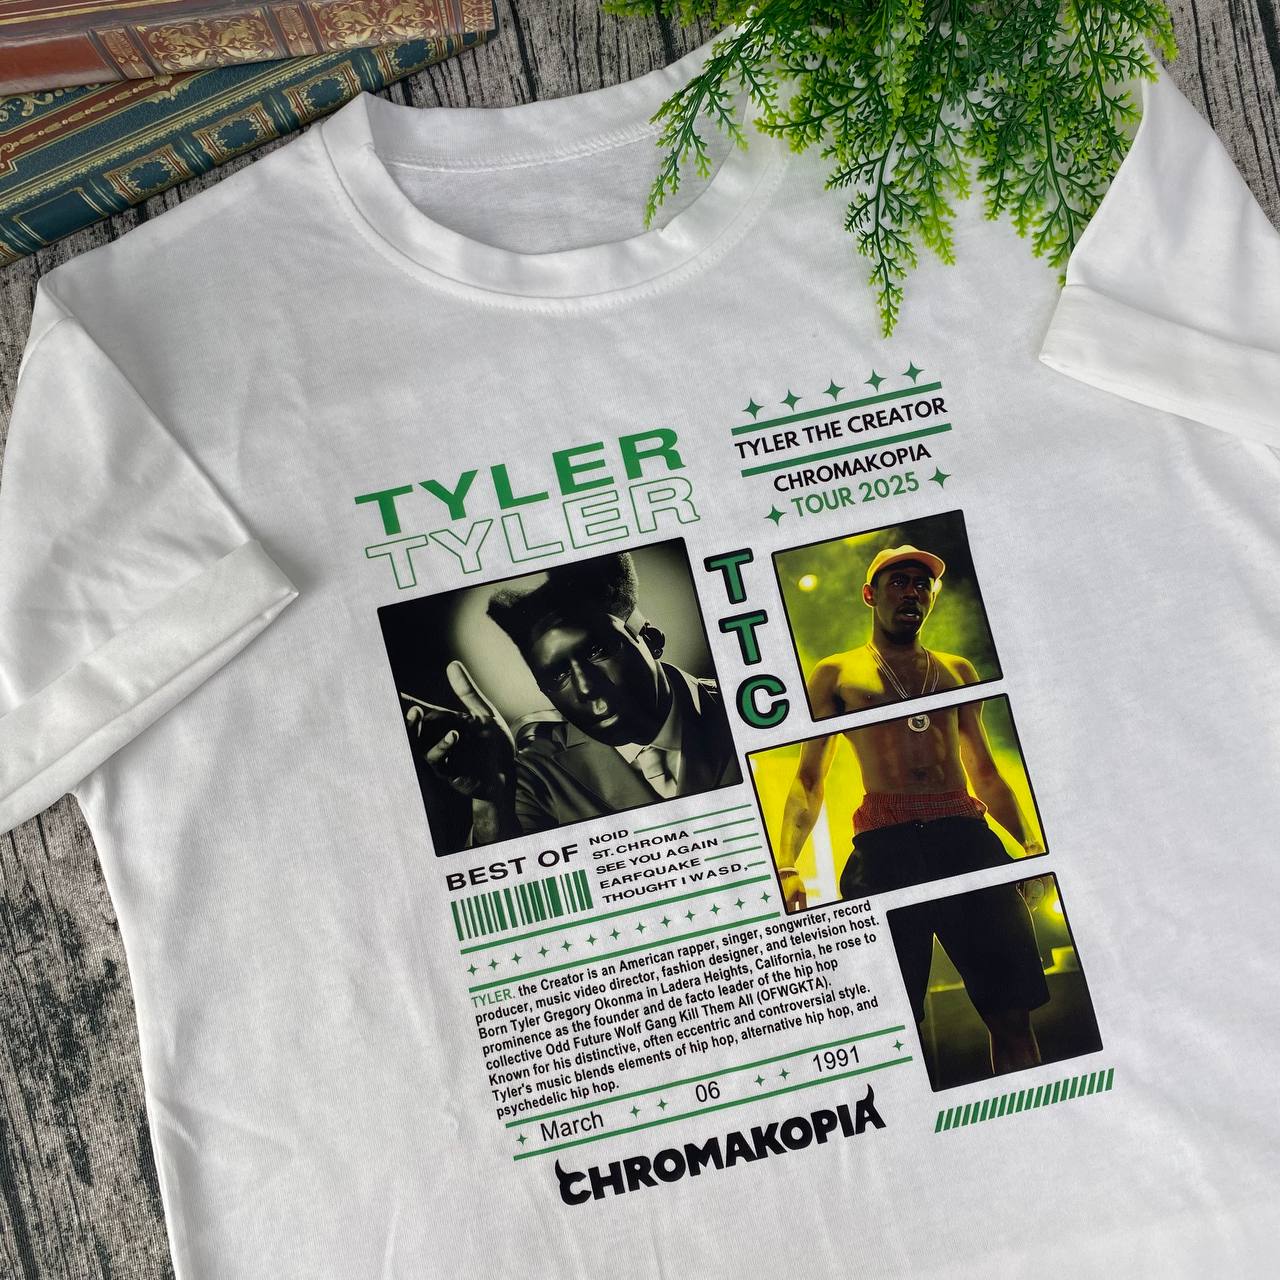 TYLER
TYLER
TYLER THE CREATOR
CHROMAKOPIA
TOUR 2025
TTC
BEST OF
NOID
ST. CHROMA
SEE YOU AGAIN
EARFQUAKE
THOUGHT I WAS D,
TYLER. the Creator is an American rapper, singer, songwriter, record
producer, music video director, fashion designer, and television host.
Born Tyler Gregory Okonma in Ladera Heights, California, he rose to
prominence as the founder and de facto leader of the hip hop
collective Odd Future Wolf Gang Kill Them All (OFWGKTA).
Known for his distinctive, often eccentric and controversial style.
Tyler's music blends elements of hip hop, alternative hip hop, and
psychedelic hip hop.
March 06 1991
CHROMAKOPIA